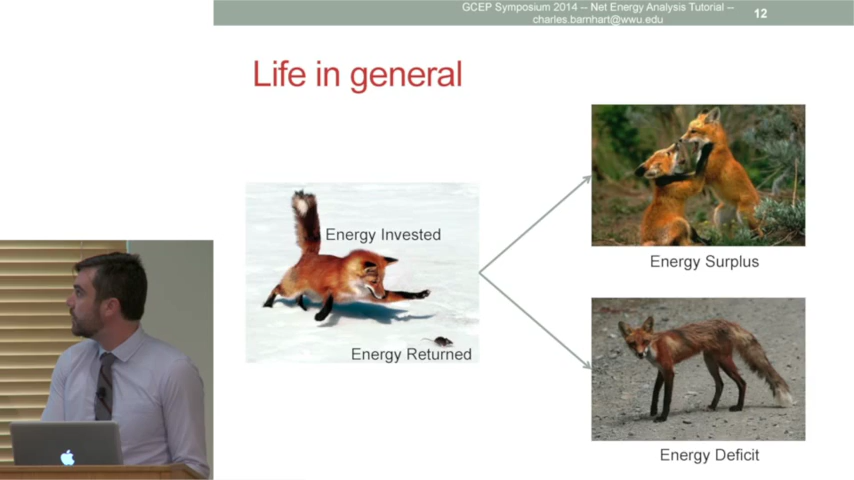 GCEP Symposium 2014 -- Net Energy Analysis Tutorial --
charles.barnhart@wwu.edu
12
Life in general
Energy Invested
Energy Returned
Energy Surplus
Energy Deficit